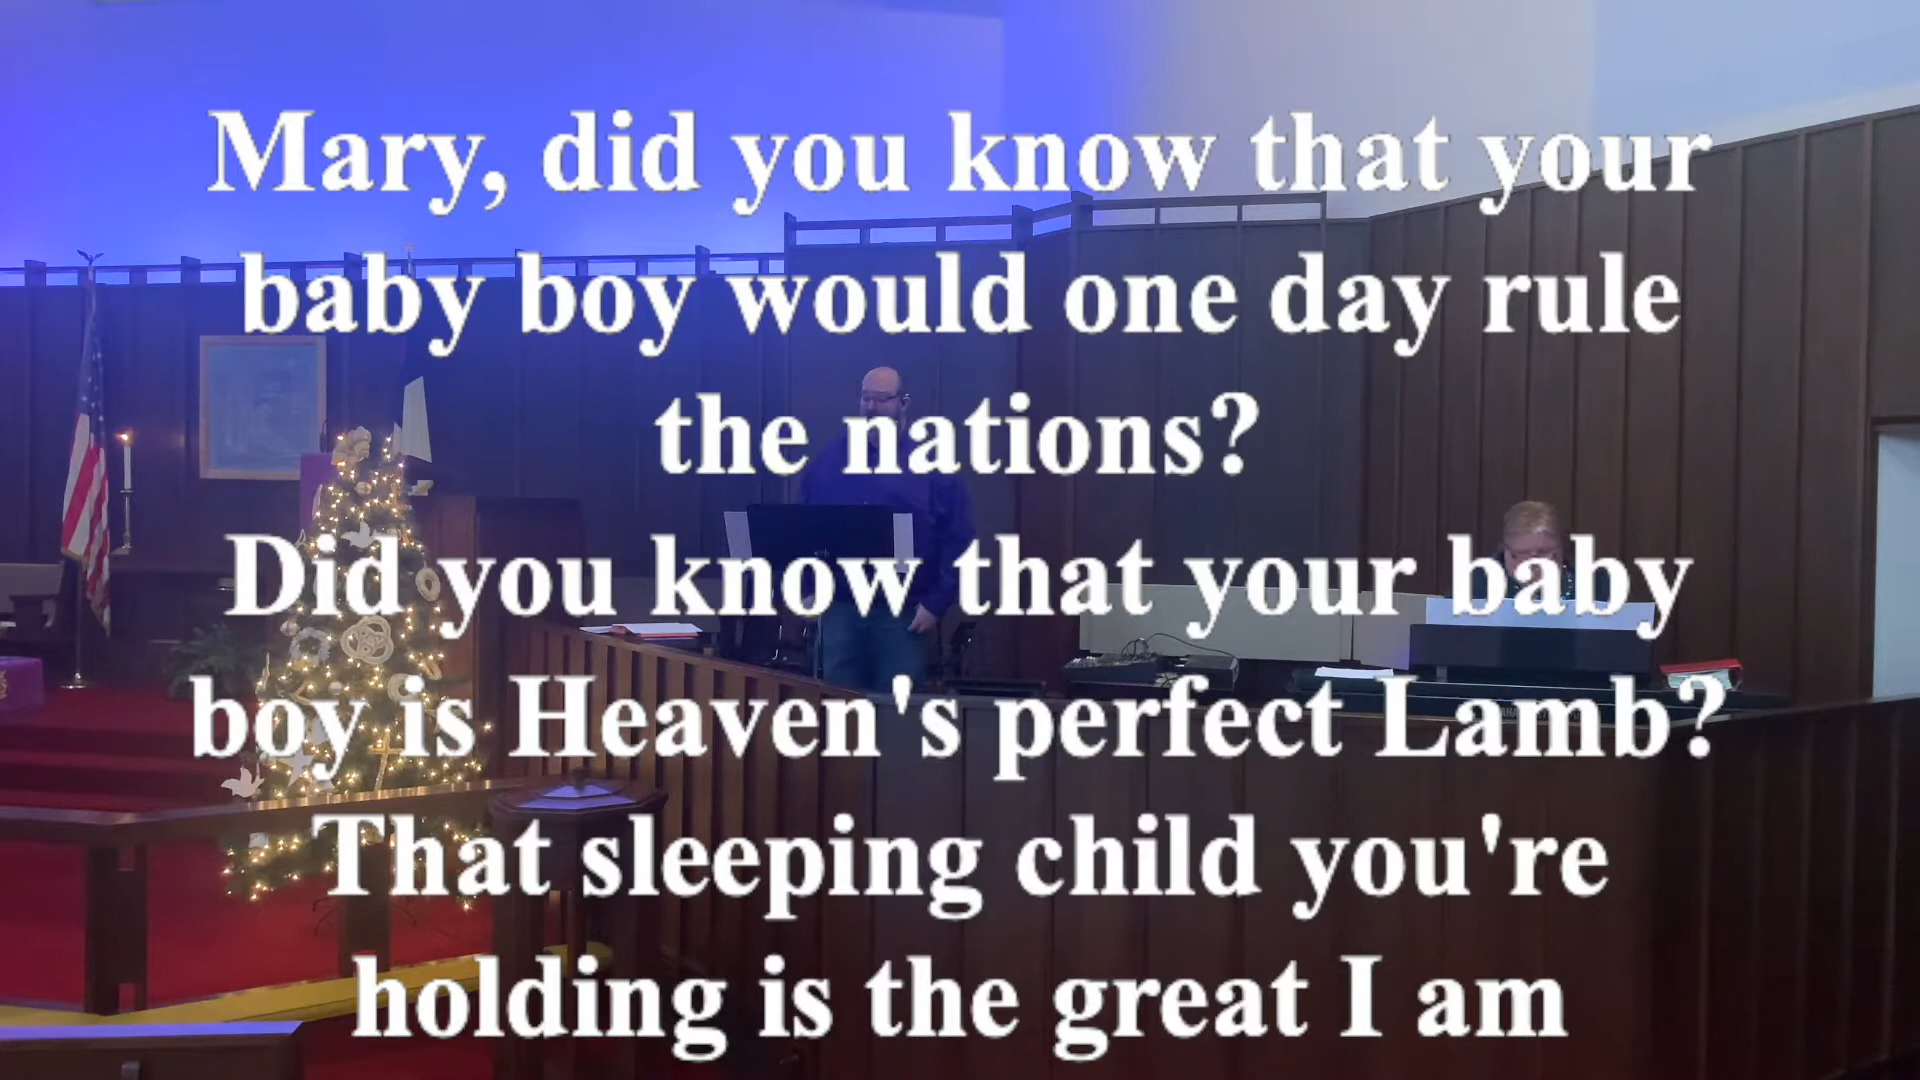 Mary, did you know that your
baby boy would one day rule
the nations?
Did you know that your baby
boy is Heaven's perfect Lamb?
That sleeping child you're
holding is the great I am